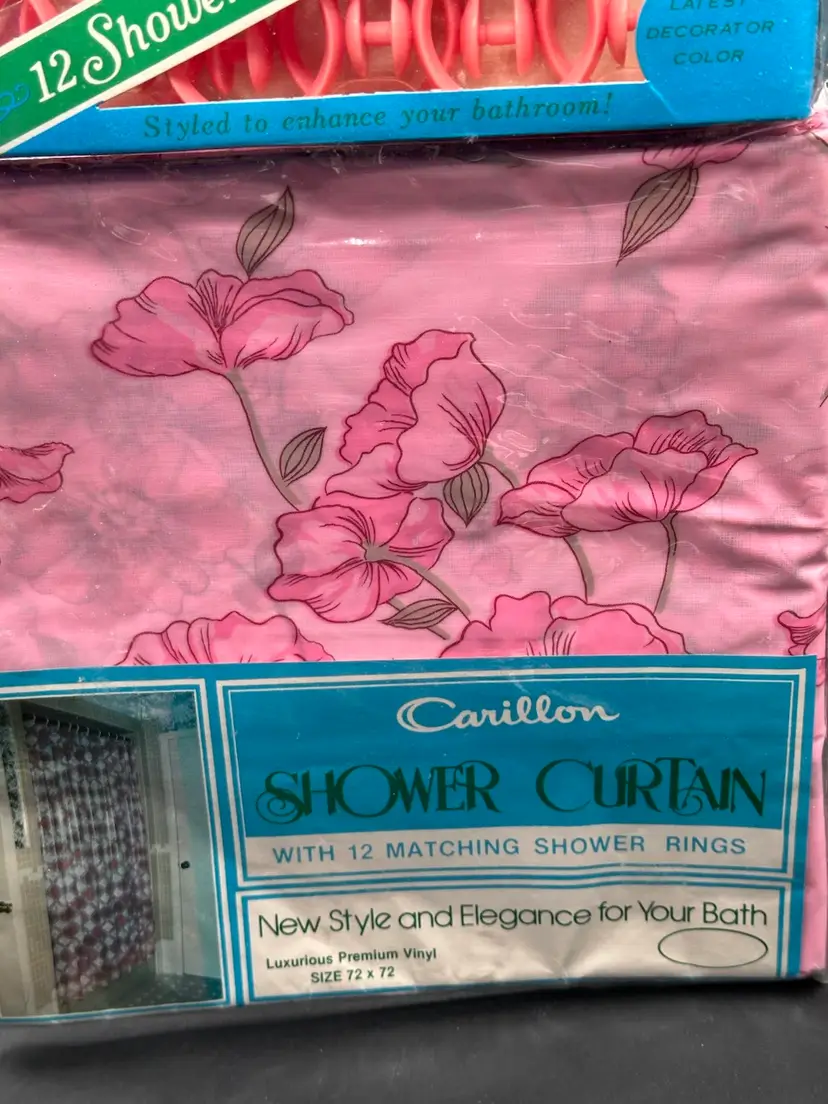 12 Shower
LATEST
DECORATOR
COLOR
Styled to enhance your bathroom!
Carillon
SHOWER CURTAIN
WITH 12 MATCHING SHOWER RINGS
New Style and Elegance for Your Bath
Luxurious Premium Vinyl
SIZE 72 x 72